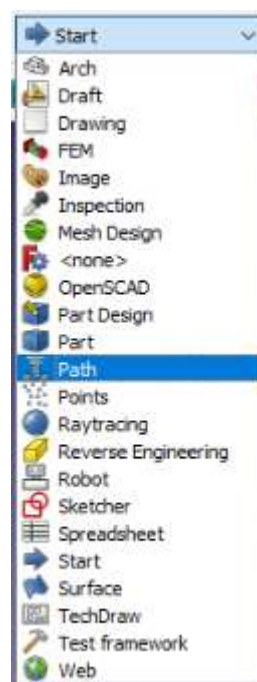 Start
Arch
Draft
Drawing
FEM
Image
Inspection
Mesh Design
<none>
OpenSCAD
Part Design
Part
Path
Points
Raytracing
Reverse Engineering
Robot
Sketcher
Spreadsheet
Start
Surface
TechDraw
Test framework
Web